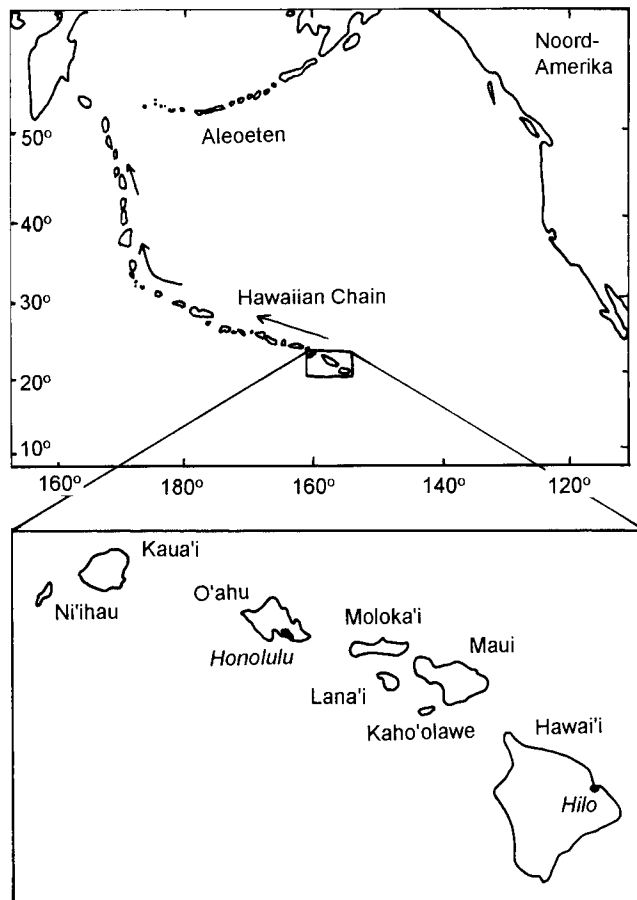 Noord-
Amerika
Aleoeten
50°
40°
Hawaiian Chain
30°
20°
10°
160°
180°
160°
140°
120°
Kaua'i
Ni'ihau
O'ahu
Honolulu
Moloka'i
Maui
Lana'i
Kaho'olawe
Hawai'i
Hilo